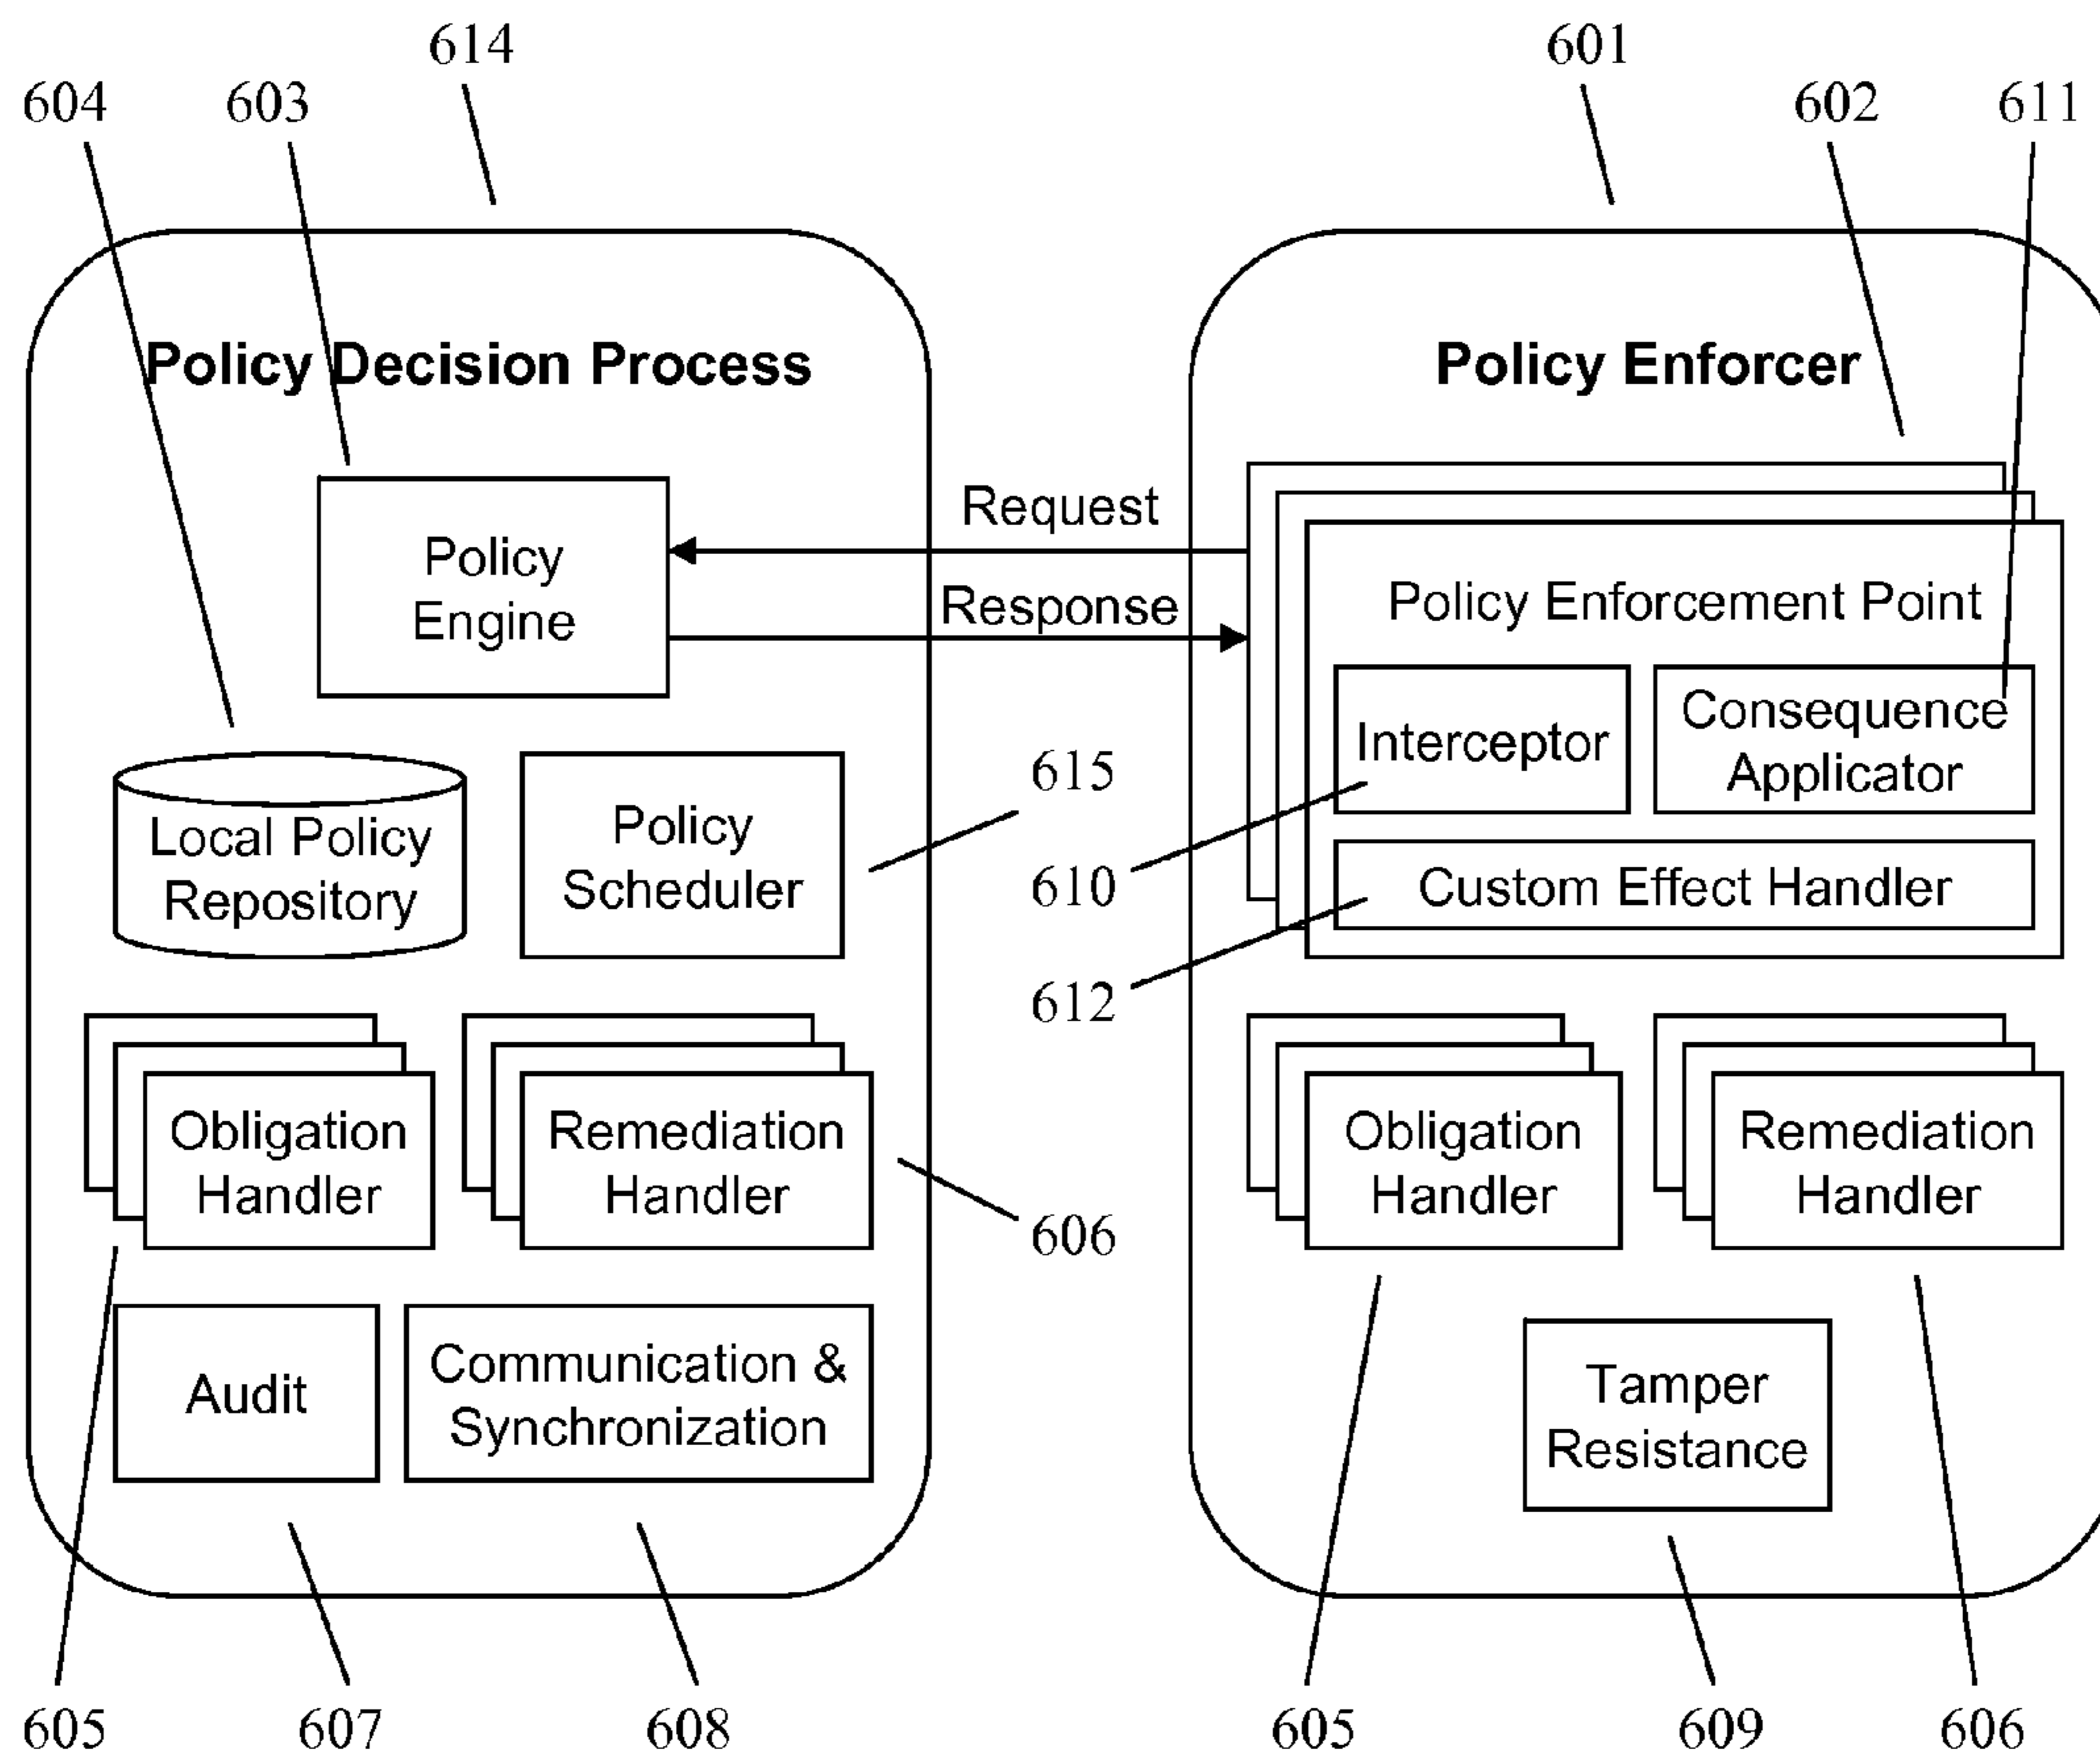 614
601
604
603
602
611
Policy Decision Process
Policy Enforcer
Request
Policy
Engine
Response
Policy Enforcement Point
Interceptor
Consequence
Applicator
615
Local Policy
Repository
Policy
Scheduler
610
Custom Effect Handler
612
Obligation
Handler
Remediation
Handler
606
Obligation
Handler
Remediation
Handler
Audit
Communication &
Synchronization
Tamper
Resistance
605
607
608
605
609
606